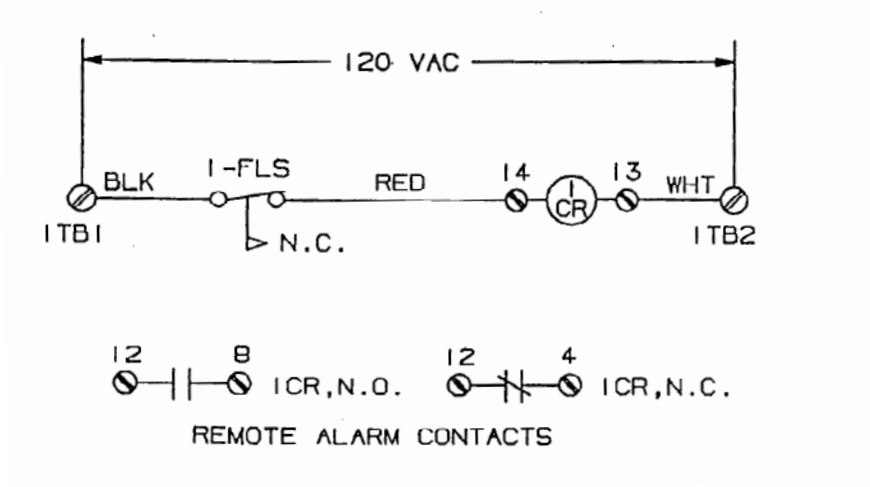 120 VAC
1-FLS
14
13
BLK
RED
1
CR
WHT
1TB1
1TB2
N.C.
12
8
1CR,N.O.
12
4
1CR,N.C.
REMOTE ALARM CONTACTS